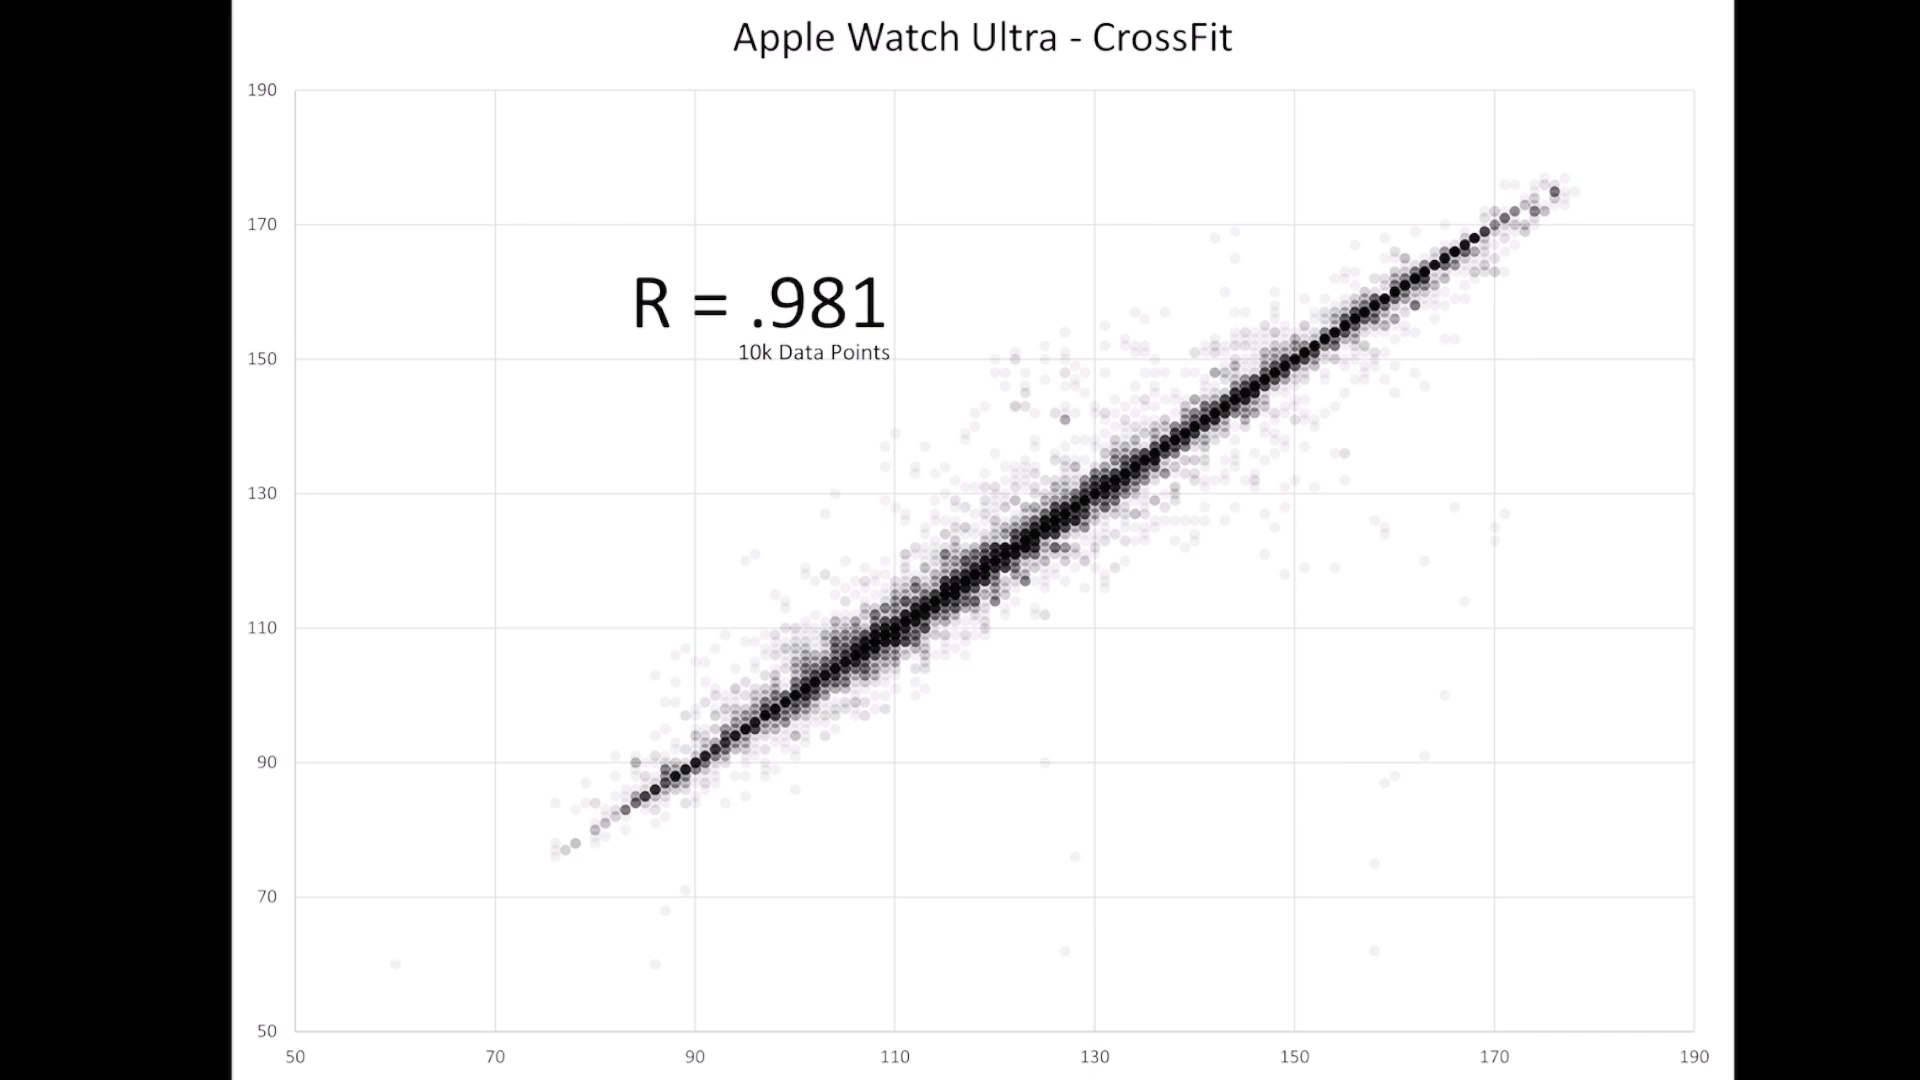 Apple Watch Ultra - CrossFit
190
170
R = .981
10k Data Points
150
130
110
90
70
50
50 70 90 110 130 150 170 190